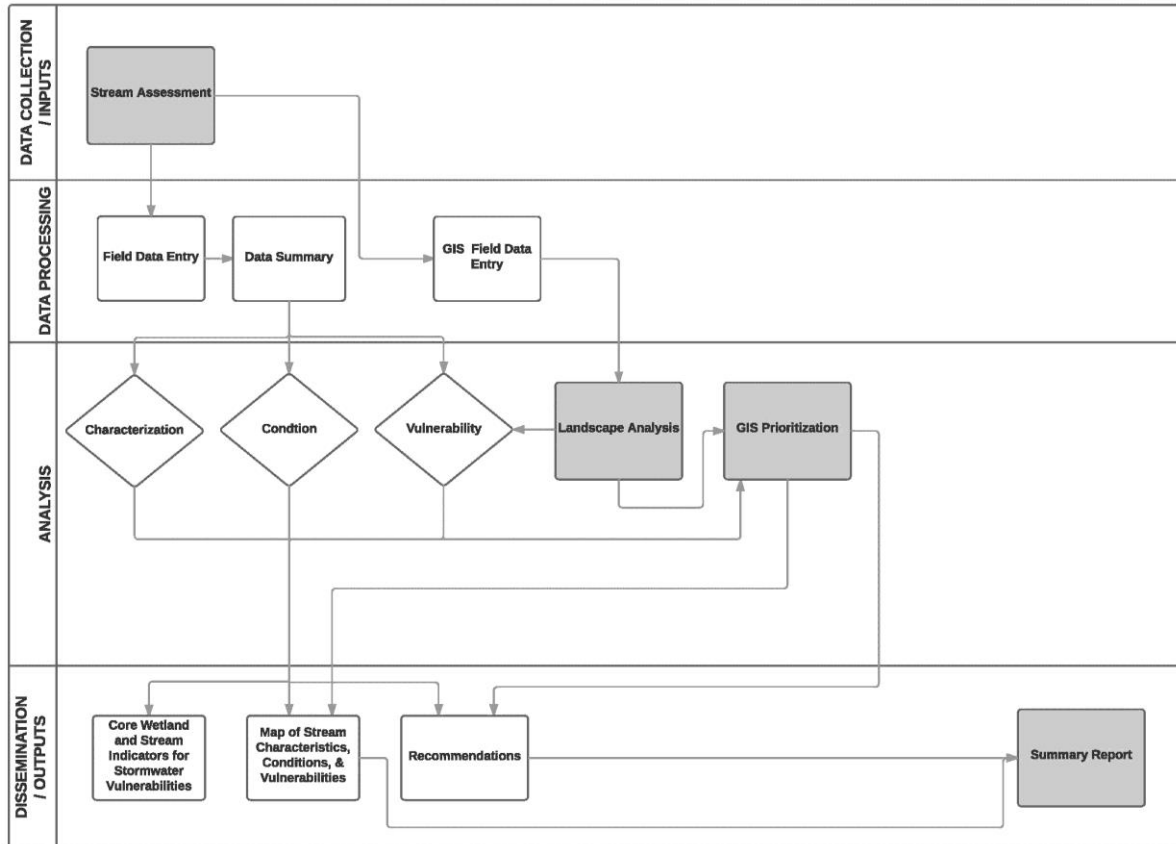 DATA COLLECTION
/ INPUTS
Stream Assessment
DATA PROCESSING
Field Data Entry
Data Summary
GIS Field Data
Entry
ANALYSIS
Characterization
Condtion
Vulnerability
Landscape Analysis
GIS Prioritization
DISSEMINATION
/ OUTPUTS
Core Wetland
and Stream
Indicators for
Stormwater
Vulnerabilities
Map of Stream
Characteristics,
Conditions, &
Vulnerabilities
Recommendations
Summary Report